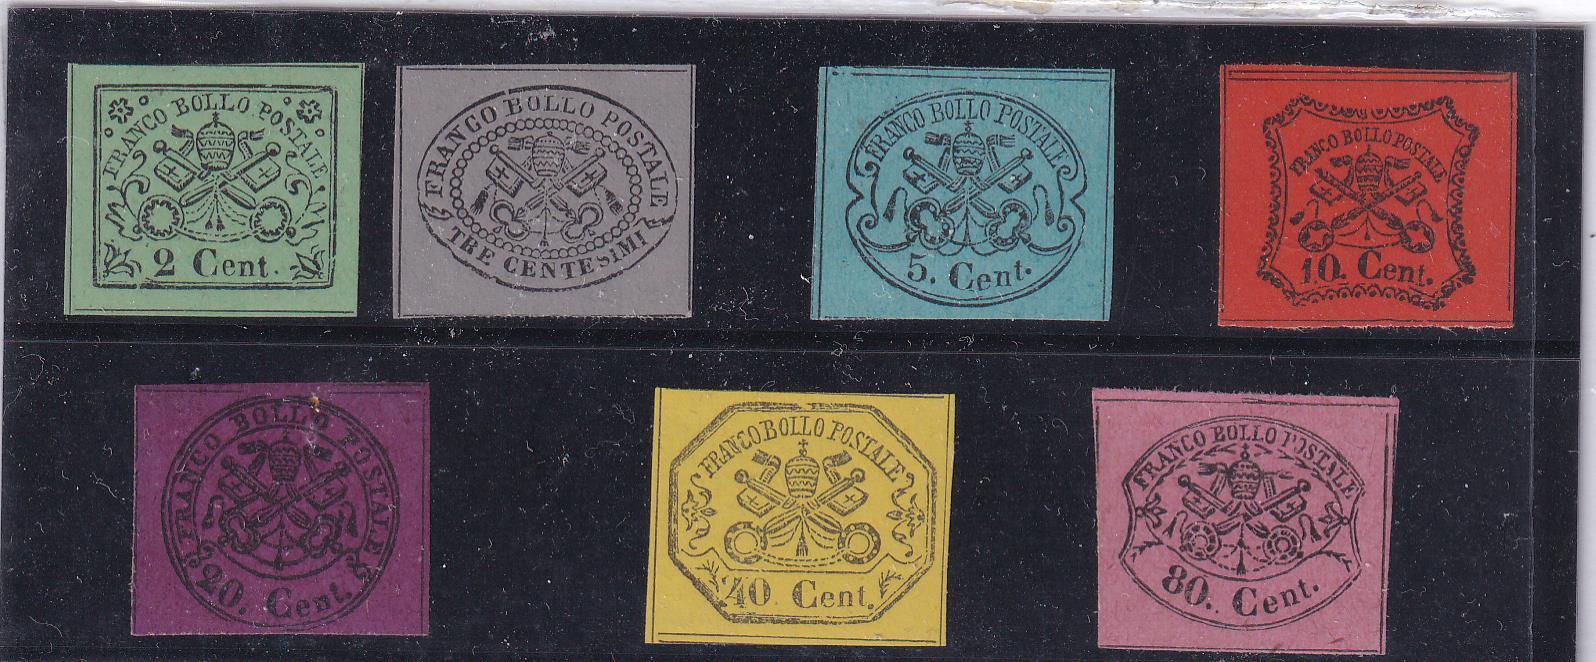 FRANCO BOLLO POSTALE
2 Cent.
FRANCO BOLLO POSTALE
TRE CENTESIMI
FRANCO BOLLO POSTALE
5. Cent.
FRANCO BOLLO POSTALE
10. Cent.
FRANCO BOLLO POSTALE
20. Cent.
FRANCO BOLLO POSTALE
40 Cent.
FRANCO BOLLO POSTALE
80. Cent.